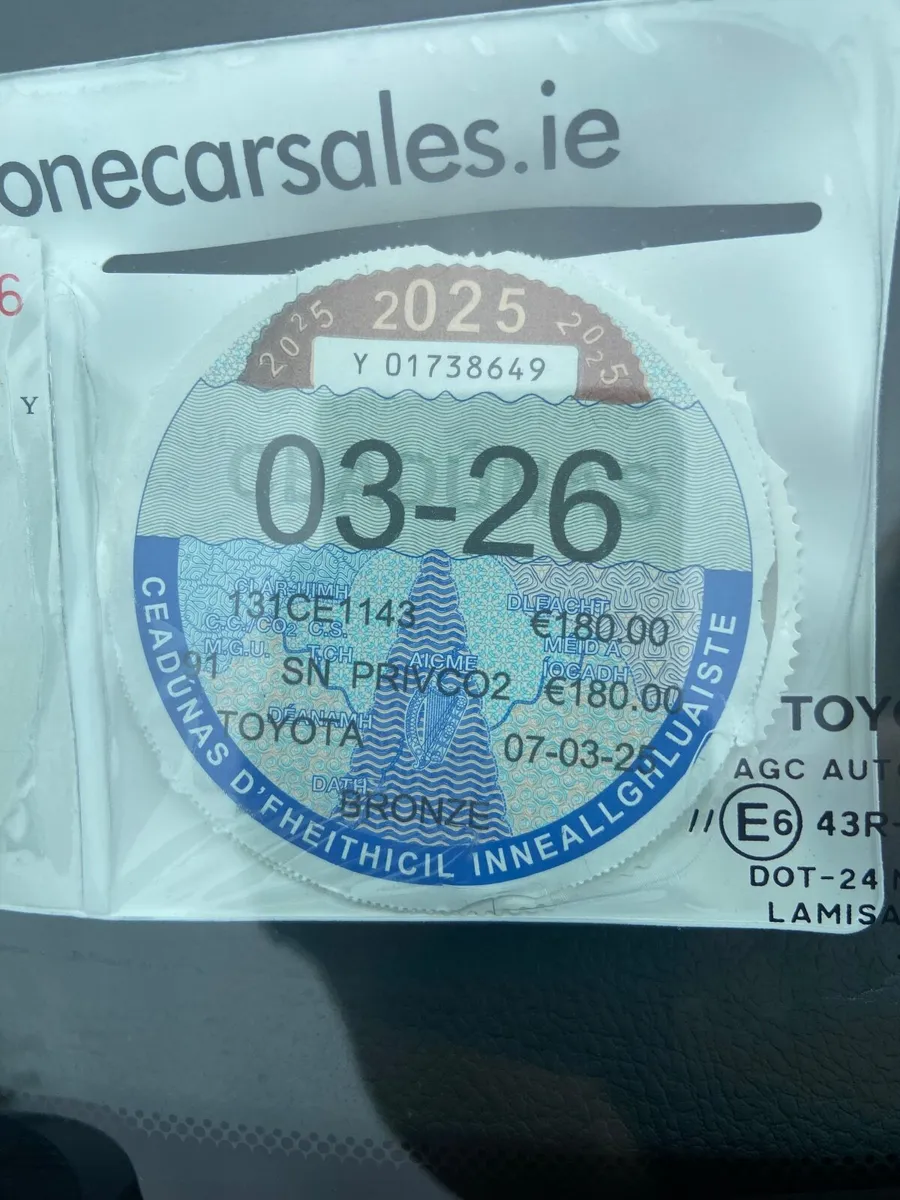 onecarsales.ie
6
Y
2025 2025 2025
Y 01738649
CEADÚNAS
03-26
CLÁR-UIMH
131CE1143
C.C./CO2 C.S.
M.G.U. T.CH.
91 SN PRIVCO2
AICME
DLEACHT
€180.00
MÉID A
ÍOCADH
€180.00
DÉANAMH
TOYOTA
07-03-25
DATH
BRONZE
CEADÚNAS D'FHEITHICIL INNEALLGHLUAISTE
TOYO
AGC AUT
// E6 43R-
DOT-24
LAMISA